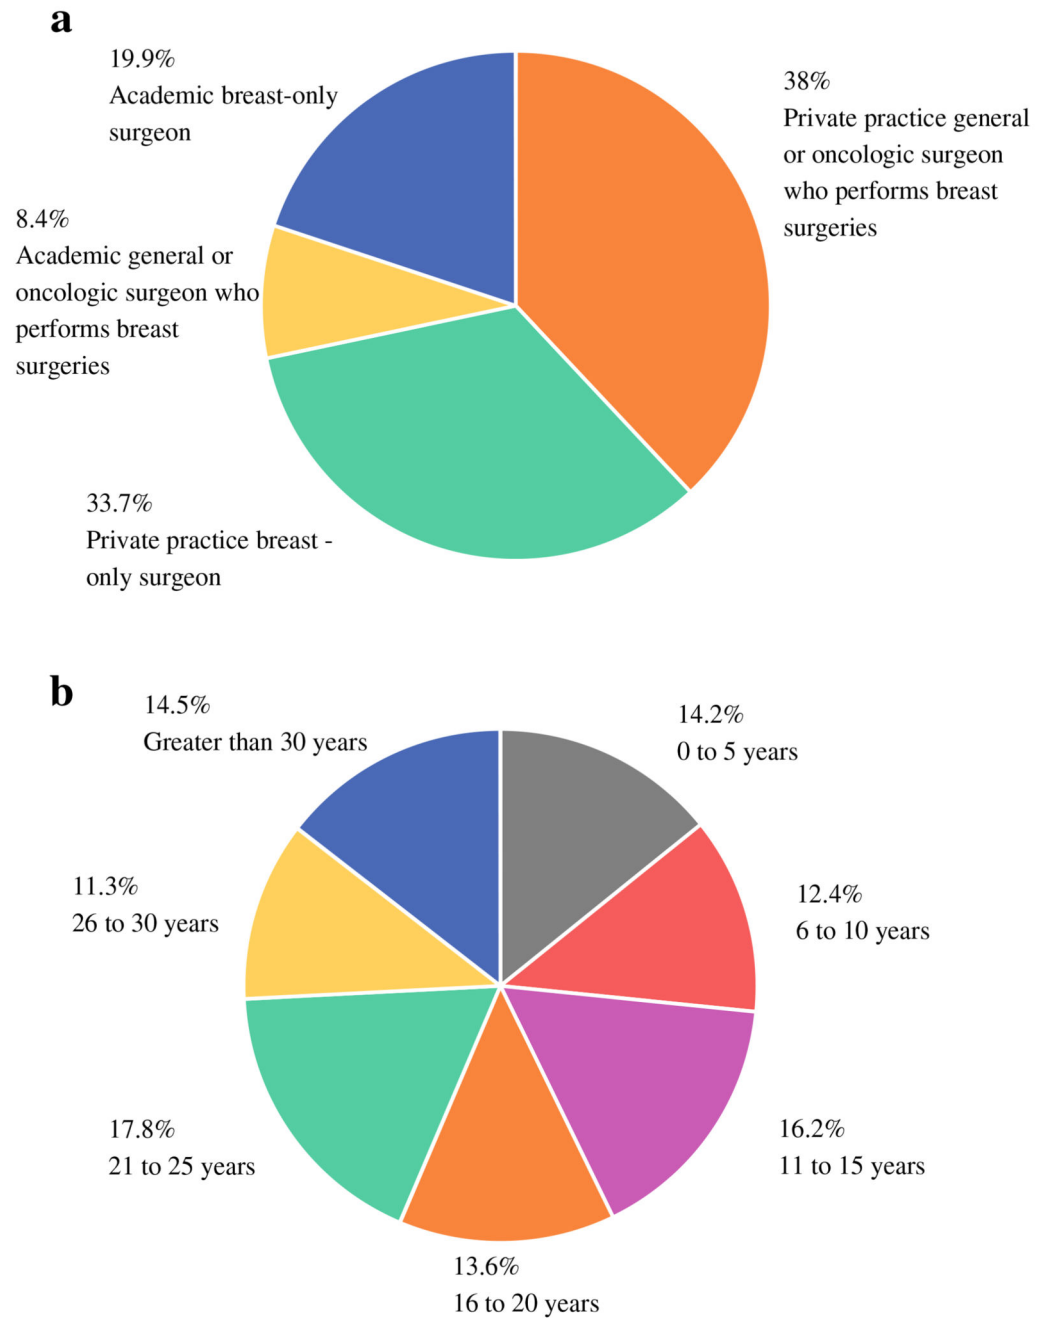 a
19.9%
Academic breast-only
surgeon
38%
Private practice general
or oncologic surgeon
who performs breast
surgeries
8.4%
Academic general or
oncologic surgeon who
performs breast
surgeries
33.7%
Private practice breast -
only surgeon
b
14.5%
Greater than 30 years
14.2%
0 to 5 years
11.3%
26 to 30 years
12.4%
6 to 10 years
17.8%
21 to 25 years
16.2%
11 to 15 years
13.6%
16 to 20 years